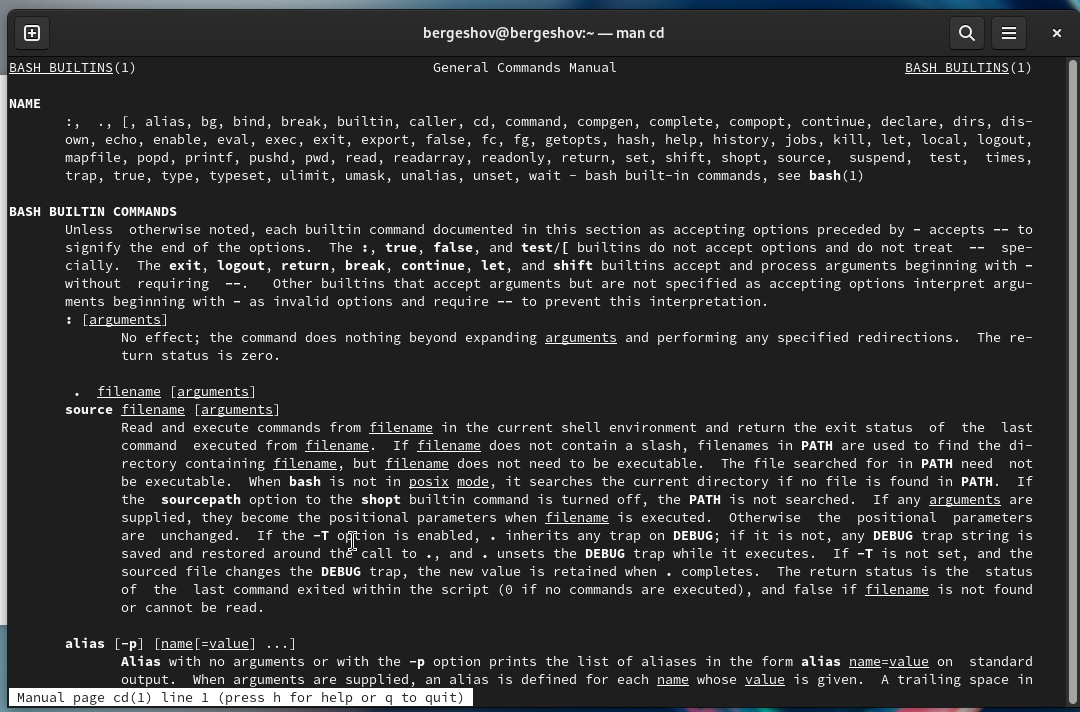 bergeshov@bergeshov:~ — man cd
BASH BUILTINS(1) General Commands Manual BASH BUILTINS(1)
NAME
:,  ., [, alias, bg, bind, break, builtin, caller, cd, command, compgen, complete, compopt, continue, declare, dirs, dis-
own, echo, enable, eval, exec, exit, export, false, fc, fg, getopts, hash, help, history, jobs, kill, let, local, logout,
mapfile, popd, printf, pushd, pwd, read, readarray, readonly, return, set, shift, shopt, source,  suspend,  test,  times,
trap, true, type, typeset, ulimit, umask, unalias, unset, wait - bash built-in commands, see bash(1)
BASH BUILTIN COMMANDS
Unless  otherwise noted, each builtin command documented in this section as accepting options preceded by - accepts -- to
signify the end of the options.  The :, true, false, and test/[ builtins do not accept options and do not treat  --  spe-
cially.  The exit, logout, return, break, continue, let, and shift builtins accept and process arguments beginning with -
without  requiring  --.   Other builtins that accept arguments but are not specified as accepting options interpret argu-
ments beginning with - as invalid options and require -- to prevent this interpretation.
: [arguments]
No effect; the command does nothing beyond expanding arguments and performing any specified redirections.  The re-
turn status is zero.
.  filename [arguments]
source filename [arguments]
Read and execute commands from filename in the current shell environment and return the exit status  of  the  last
command  executed from filename.  If filename does not contain a slash, filenames in PATH are used to find the di-
rectory containing filename, but filename does not need to be executable.  The file searched for in PATH need  not
be executable.  When bash is not in posix mode, it searches the current directory if no file is found in PATH.  If
the  sourcepath option to the shopt builtin command is turned off, the PATH is not searched.  If any arguments are
supplied, they become the positional parameters when filename is executed.  Otherwise  the  positional  parameters
are  unchanged.  If the -T option is enabled, . inherits any trap on DEBUG; if it is not, any DEBUG trap string is
saved and restored around the call to ., and . unsets the DEBUG trap while it executes.  If -T is not set, and the
sourced file changes the DEBUG trap, the new value is retained when . completes.  The return status is the  status
of  the  last command exited within the script (0 if no commands are executed), and false if filename is not found
or cannot be read.
alias [-p] [name[=value] ...]
Alias with no arguments or with the -p option prints the list of aliases in the form alias name=value on  standard
output.  When arguments are supplied, an alias is defined for each name whose value is given.  A trailing space in
Manual page cd(1) line 1 (press h for help or q to quit)